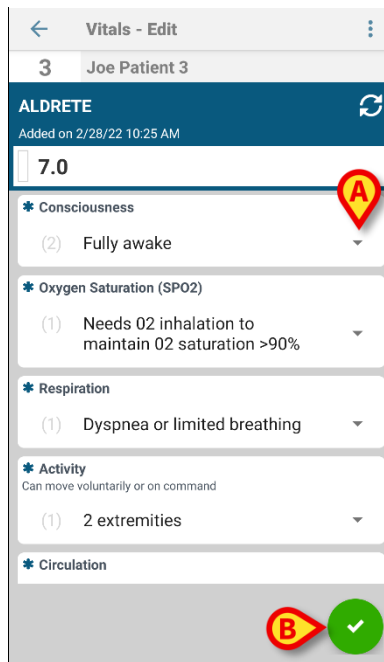 Vitals - Edit
3 Joe Patient 3
ALDRETE
Added on 2/28/22 10:25 AM
7.0
A
✱ Consciousness
(2) Fully awake
✱ Oxygen Saturation (SPO2)
(1) Needs 02 inhalation to
maintain 02 saturation >90%
✱ Respiration
(1) Dyspnea or limited breathing
✱ Activity
Can move voluntarily or on command
(1) 2 extremities
✱ Circulation
B